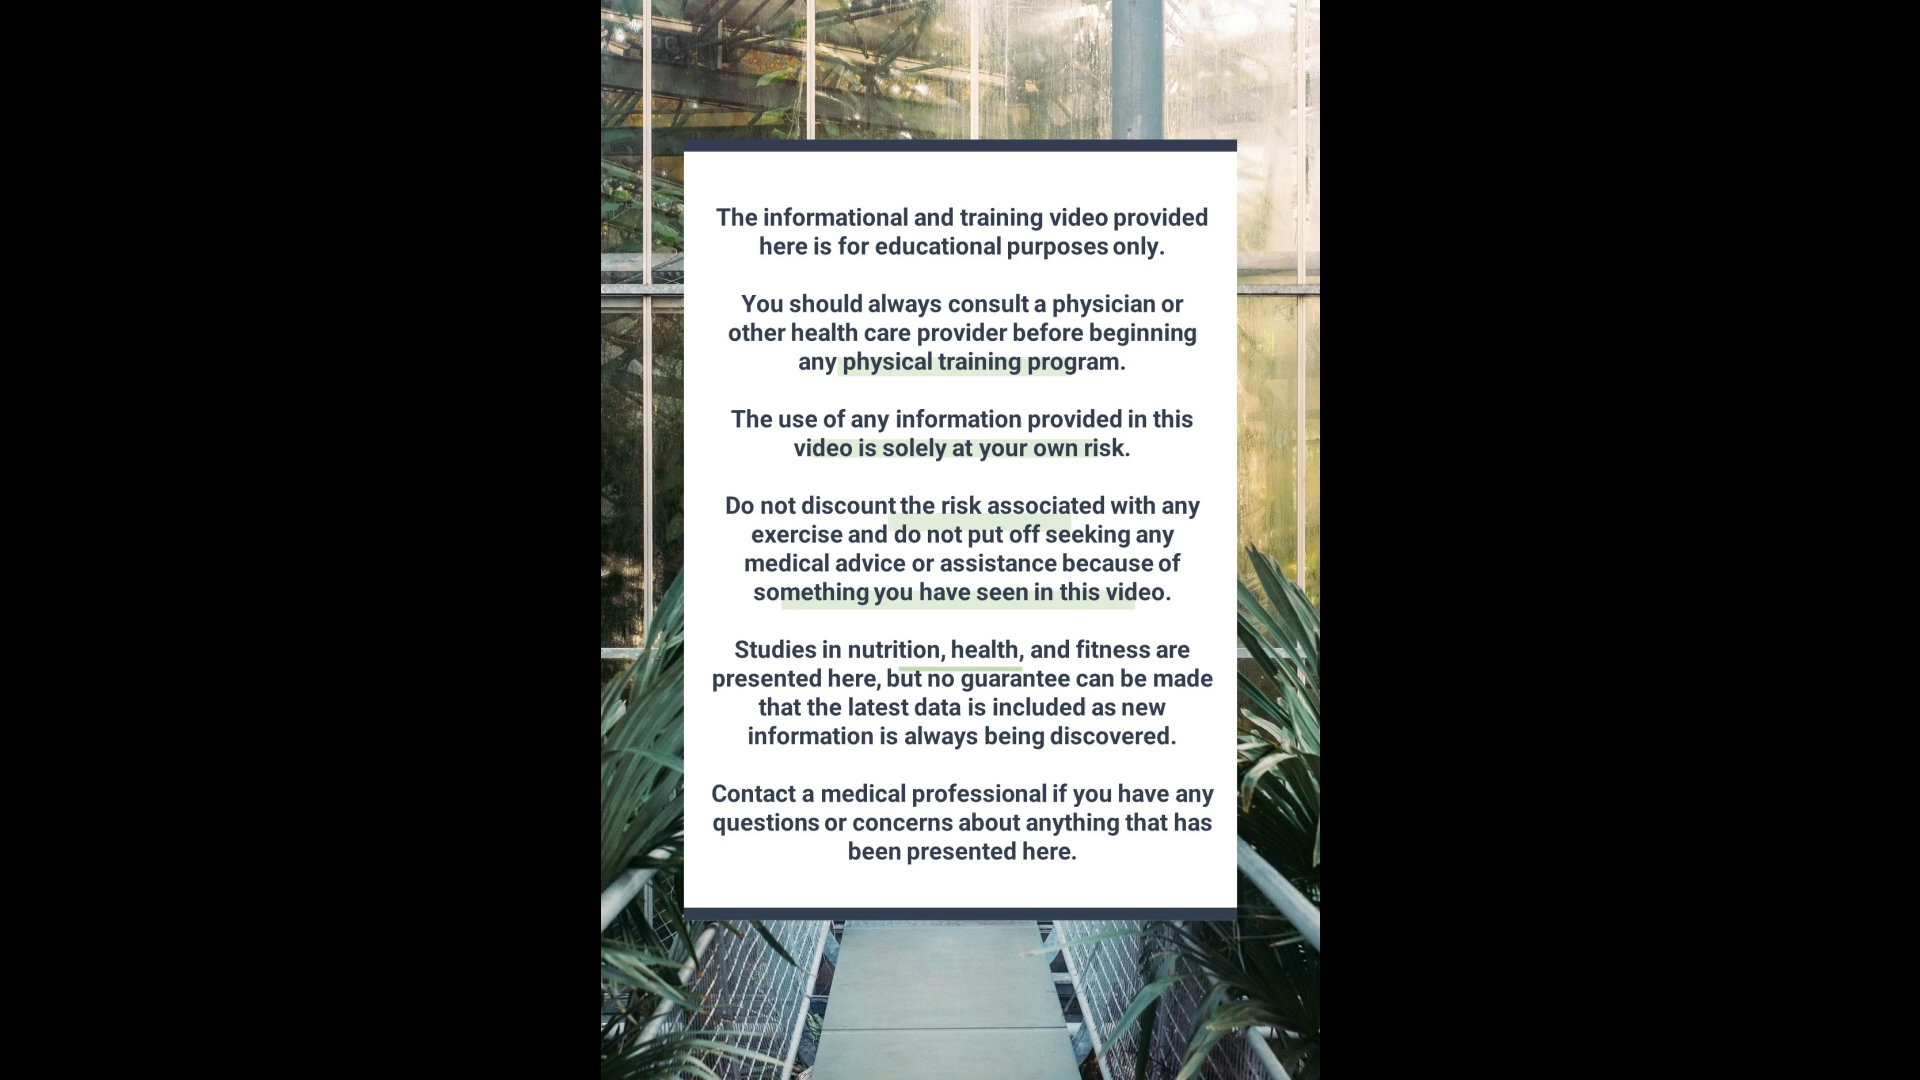 The informational and training video provided
here is for educational purposes only.
You should always consult a physician or
other health care provider before beginning
any physical training program.
The use of any information provided in this
video is solely at your own risk.
Do not discount the risk associated with any
exercise and do not put off seeking any
medical advice or assistance because of
something you have seen in this video.
Studies in nutrition, health, and fitness are
presented here, but no guarantee can be made
that the latest data is included as new
information is always being discovered.
Contact a medical professional if you have any
questions or concerns about anything that has
been presented here.